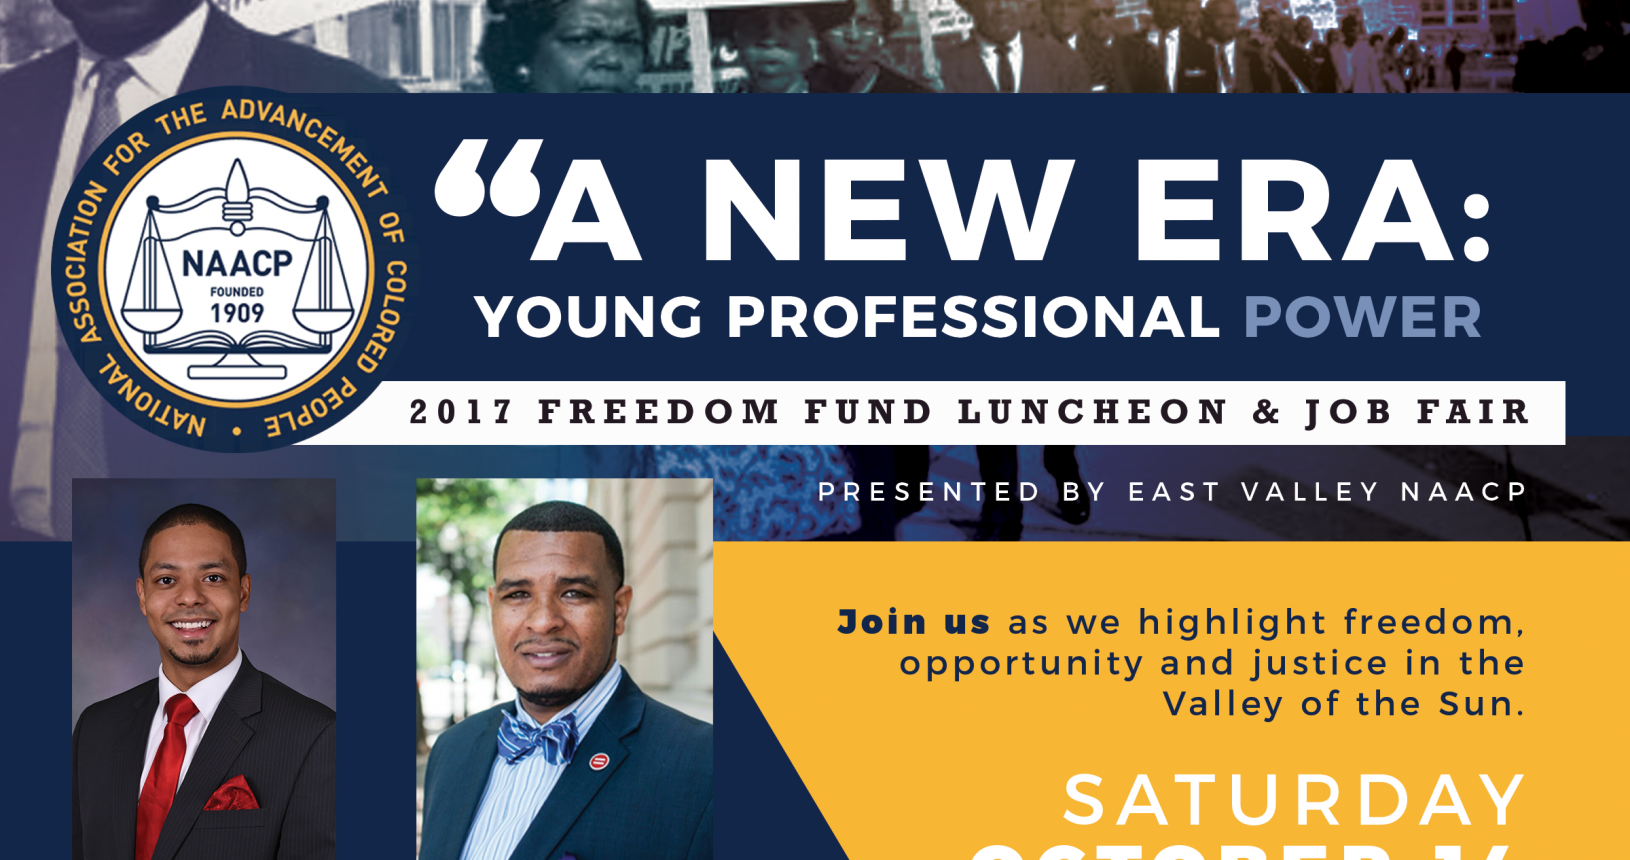 NATIONAL ASSOCIATION FOR THE ADVANCEMENT OF COLORED PEOPLE •
NAACP
FOUNDED
1909
“A NEW ERA:
YOUNG PROFESSIONAL POWER
2017 FREEDOM FUND LUNCHEON & JOB FAIR
PRESENTED BY EAST VALLEY NAACP
Join us as we highlight freedom,
opportunity and justice in the
Valley of the Sun.
SATURDAY
OCTOBER 14